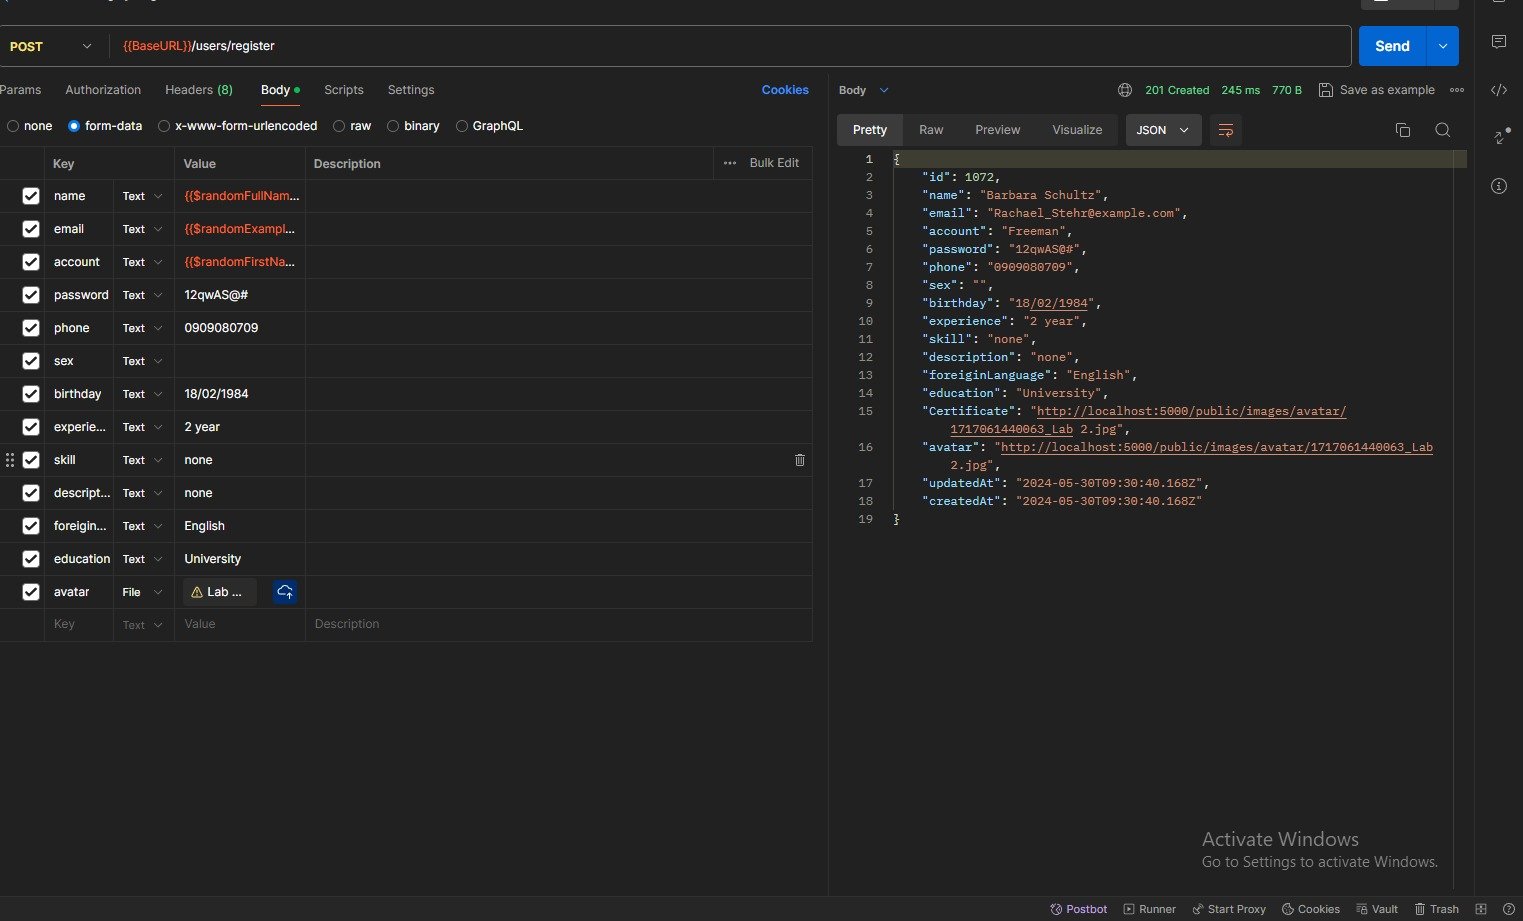 POST {{BaseURL}}/users/register Send
Params Authorization Headers (8) Body Scripts Settings Cookies
none form-data x-www-form-urlencoded raw binary GraphQL
Key Value Description Bulk Edit
name Text {{$randomFullNam...
email Text {{$randomExampl...
account Text {{$randomFirstNa...
password Text 12qwAS@#
phone Text 0909080709
sex Text
birthday Text 18/02/1984
experie... Text 2 year
skill Text none
descript... Text none
foreigin... Text English
education Text University
avatar File Lab ...
Key Text Value Description
Body 201 Created 245 ms 770 B Save as example
Pretty Raw Preview Visualize JSON
1 {
2 "id": 1072,
3 "name": "Barbara Schultz",
4 "email": "Rachael_Stehr@example.com",
5 "account": "Freeman",
6 "password": "12qwAS@#",
7 "phone": "0909080709",
8 "sex": "",
9 "birthday": "18/02/1984",
10 "experience": "2 year",
11 "skill": "none",
12 "description": "none",
13 "foreiginLanguage": "English",
14 "education": "University",
15 "Certificate": "http://localhost:5000/public/images/avatar/
1717061440063_Lab 2.jpg",
16 "avatar": "http://localhost:5000/public/images/avatar/1717061440063_Lab
2.jpg",
17 "updatedAt": "2024-05-30T09:30:40.168Z",
18 "createdAt": "2024-05-30T09:30:40.168Z"
19 }
Activate Windows
Go to Settings to activate Windows.
Postbot Runner Start Proxy Cookies Vault Trash